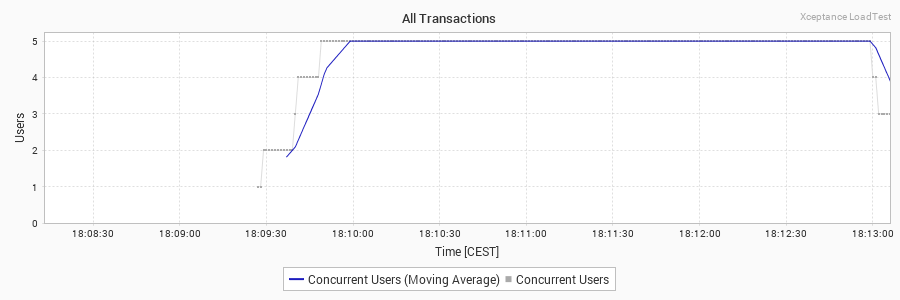 All Transactions
Xceptance LoadTest
Users
5
4
3
2
1
0
18:08:30 18:09:00 18:09:30 18:10:00 18:10:30 18:11:00 18:11:30 18:12:00 18:12:30 18:13:00
Time [CEST]
Concurrent Users (Moving Average) Concurrent Users